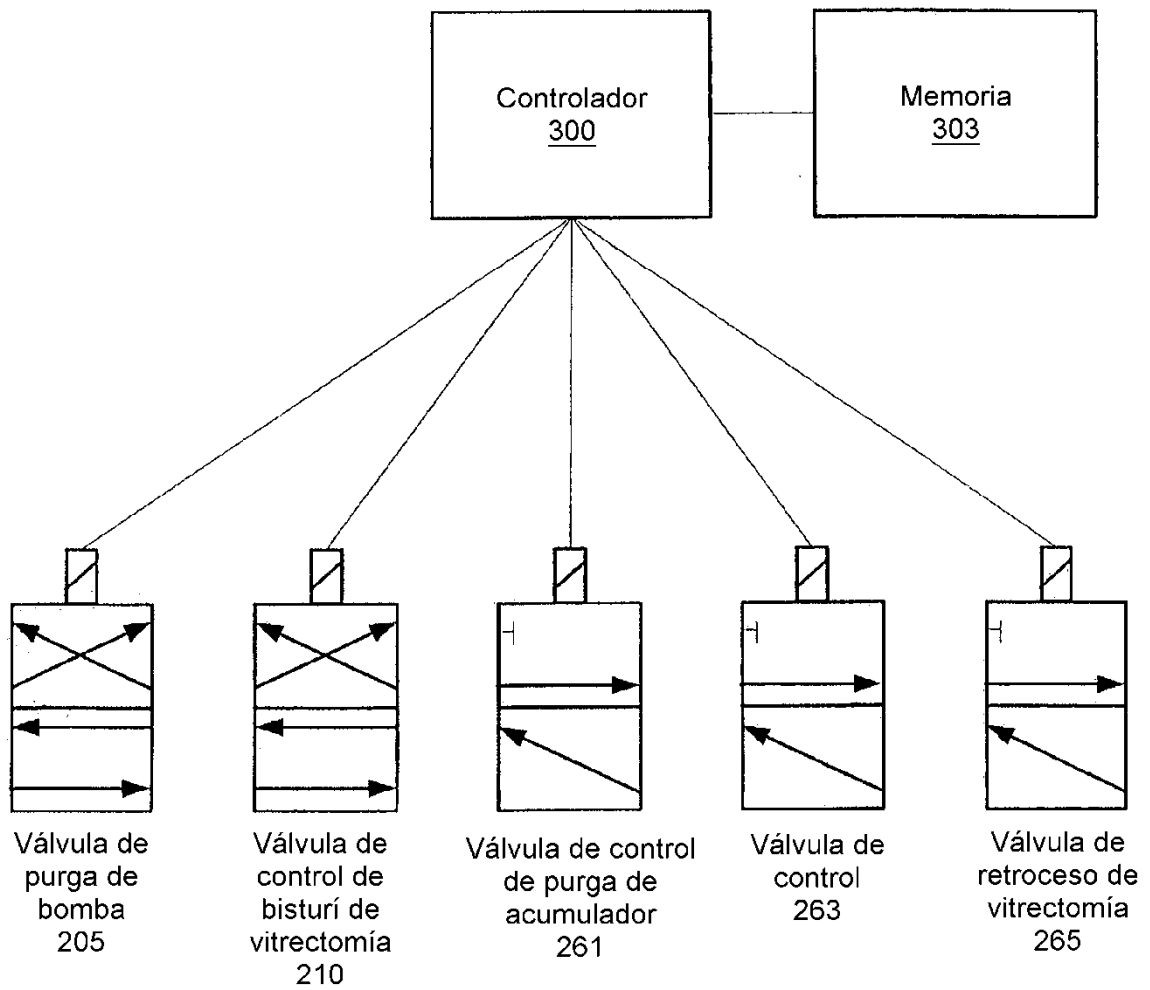 Controlador
300
Memoria
303
Válvula de
purga de
bomba
205
Válvula de
control de
bisturí de
vitrectomía
210
Válvula de control
de purga de
acumulador
261
Válvula de
control
263
Válvula de
retroceso de
vitrectomía
265